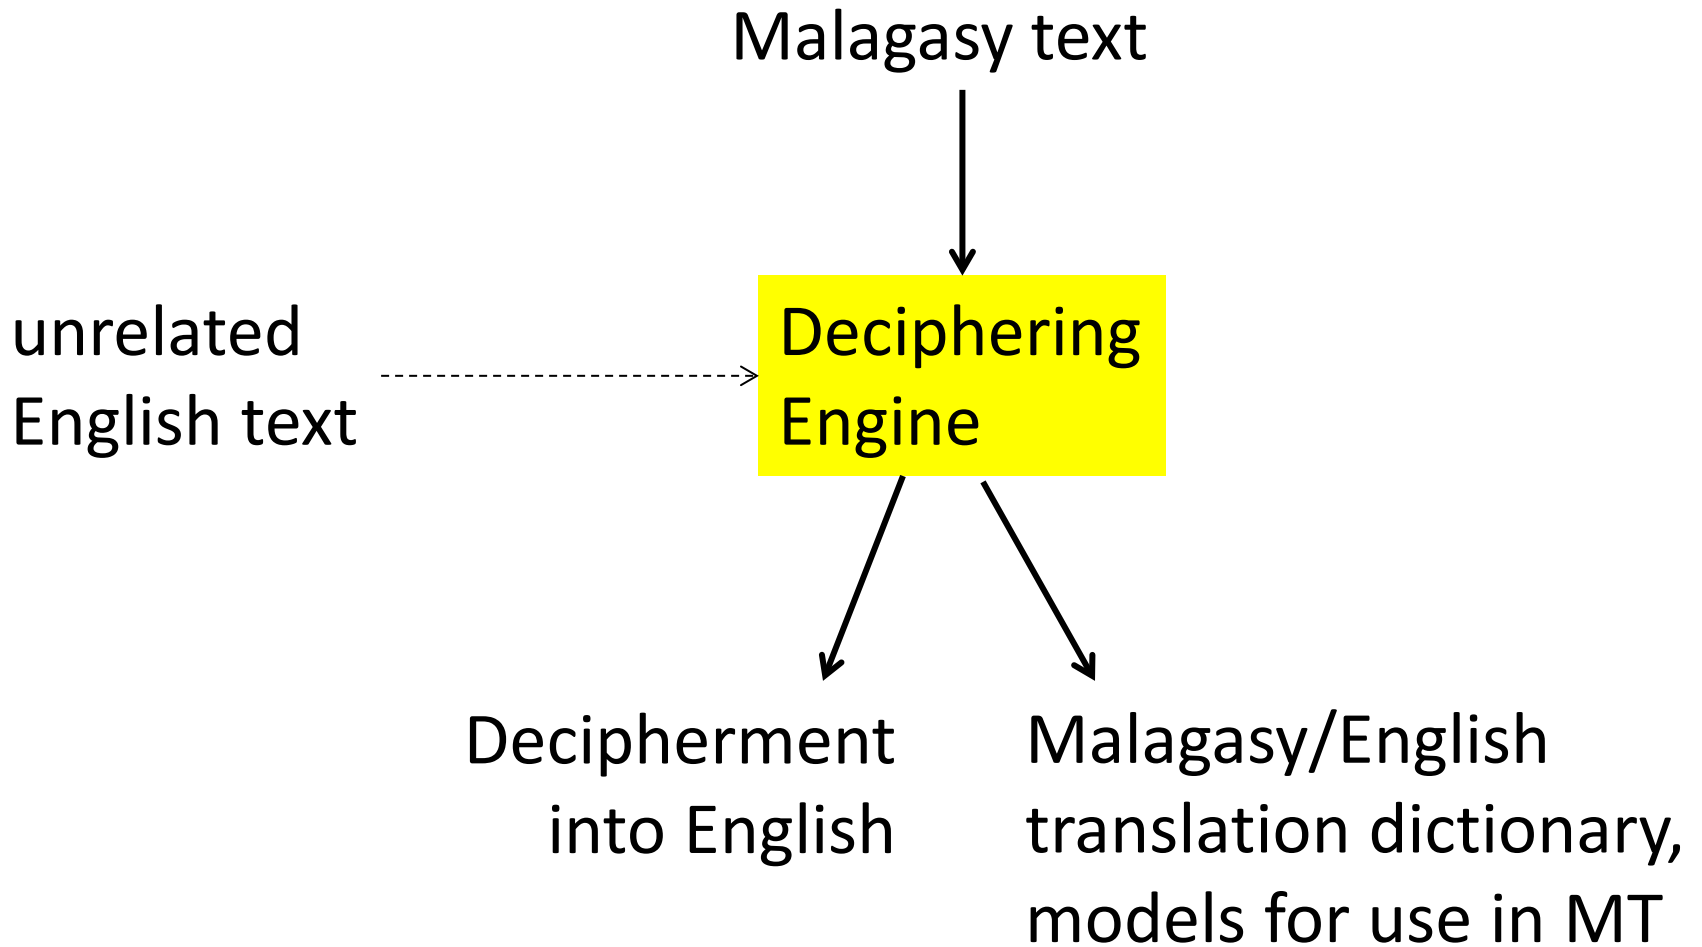 Malagasy text
unrelated
English text
Deciphering
Engine
Decipherment
into English
Malagasy/English
translation dictionary,
models for use in MT